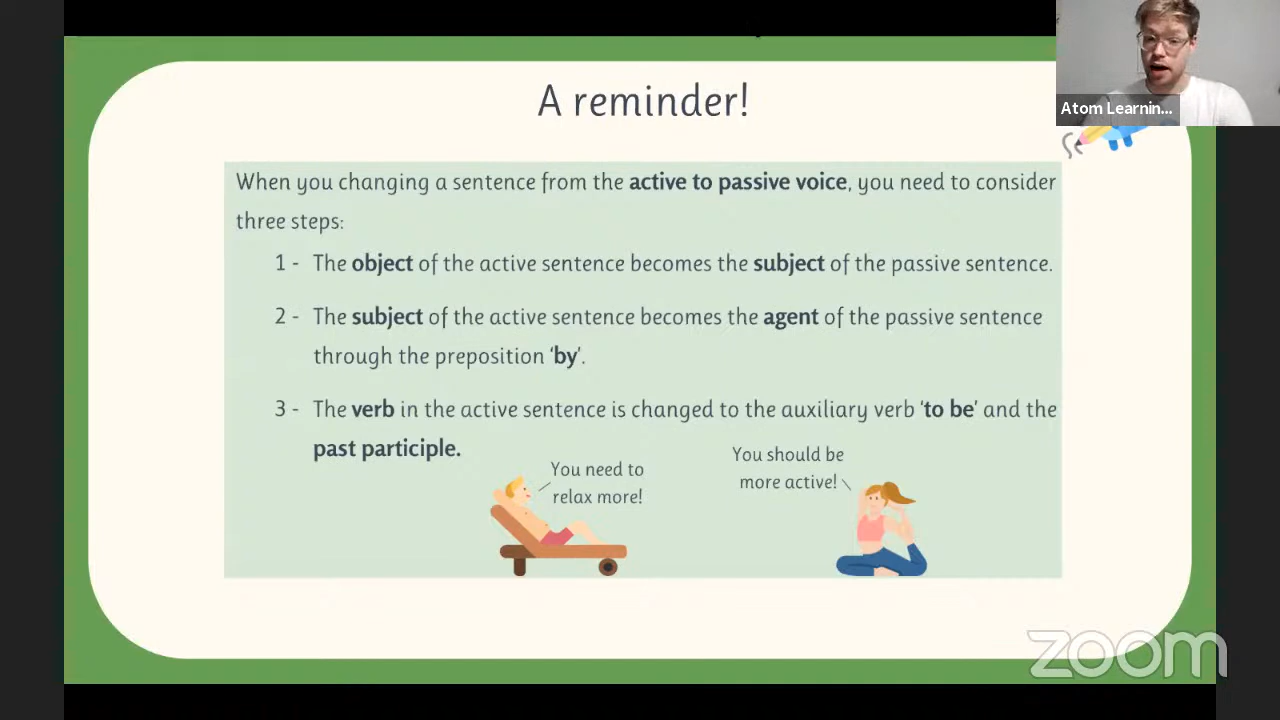 A reminder!
Atom Learnin...
When you changing a sentence from the active to passive voice, you need to consider
three steps:
1 - The object of the active sentence becomes the subject of the passive sentence.
2 - The subject of the active sentence becomes the agent of the passive sentence
through the preposition ‘by’.
3 - The verb in the active sentence is changed to the auxiliary verb ‘to be’ and the
past participle.
You need to
relax more!
You should be
more active!
zoom